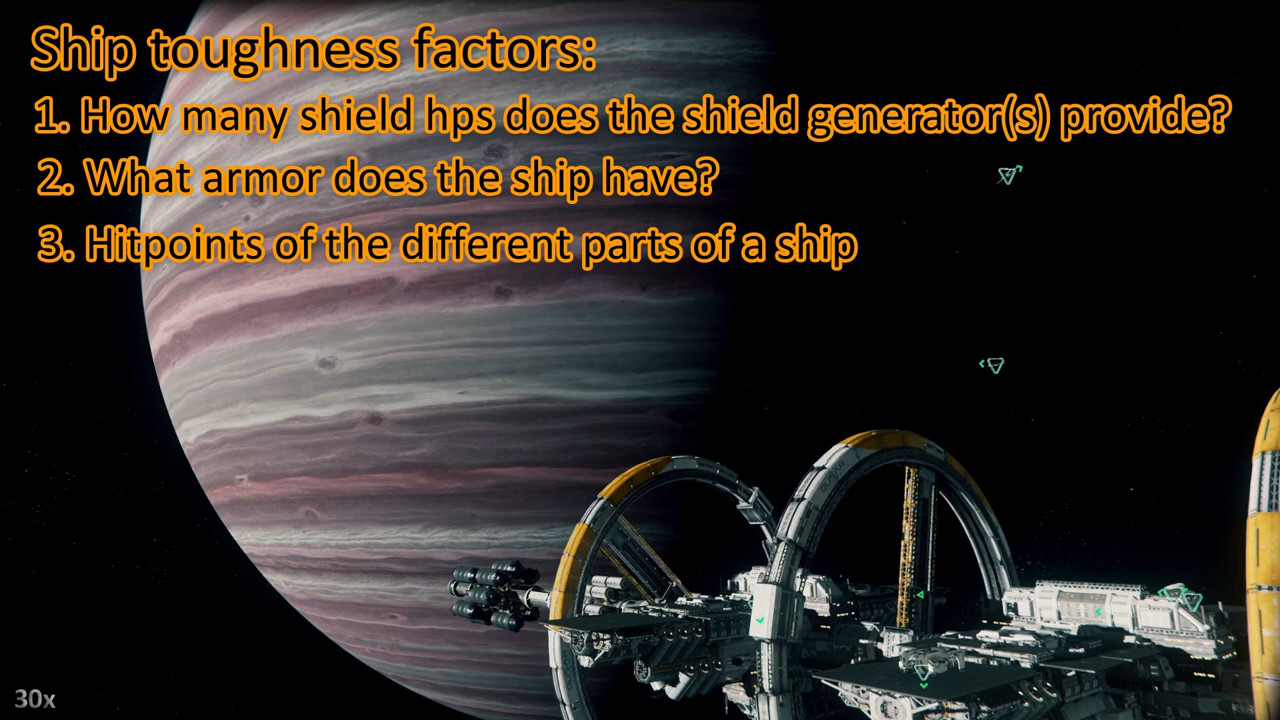 Ship toughness factors:
1. How many shield hps does the shield generator(s) provide?
2. What armor does the ship have?
3. Hitpoints of the different parts of a ship
30x